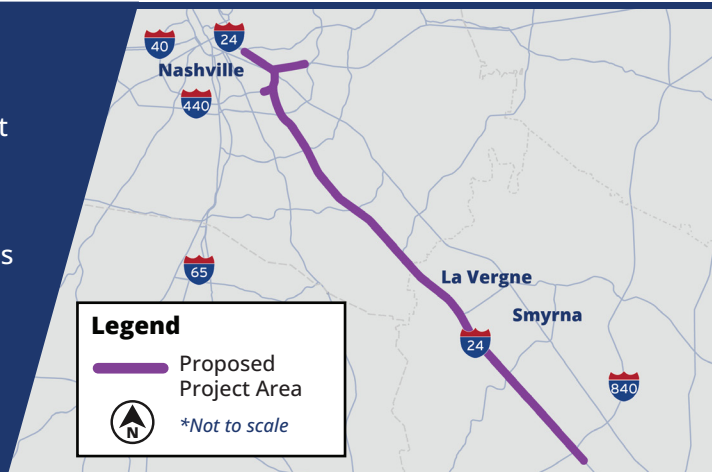 24
40
Nashville
440
t
s
65
La Vergne
Smyrna
24
840
Legend
Proposed
Project Area
N
*Not to scale